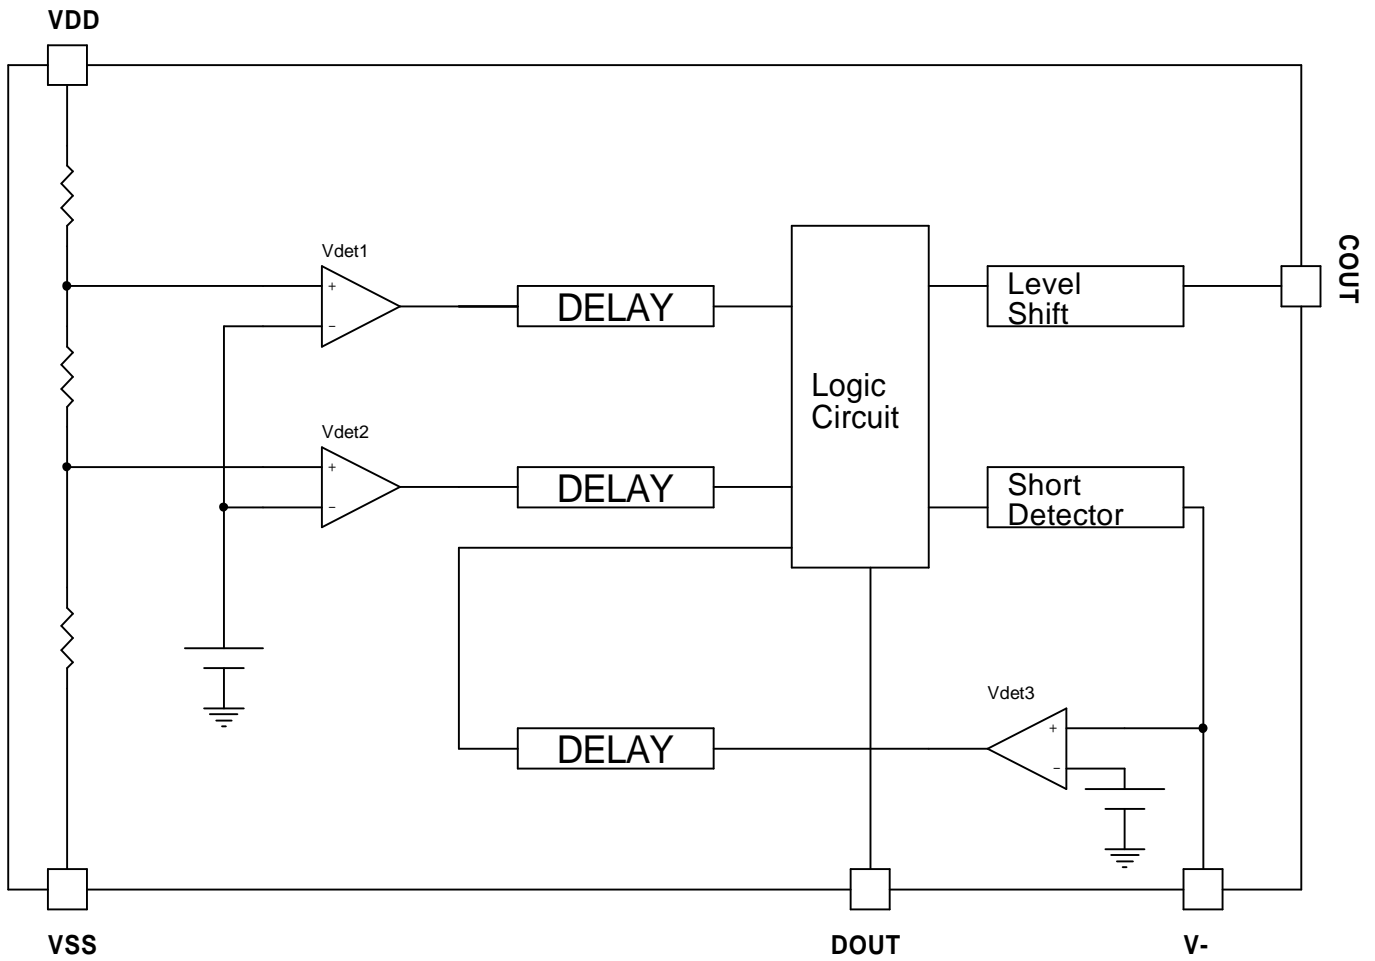 VDD
COUT
Vdet1
+
−
DELAY
Level
Shift
Logic
Circuit
Vdet2
+
−
DELAY
Short
Detector
Vdet3
+
−
DELAY
VSS
DOUT
V-